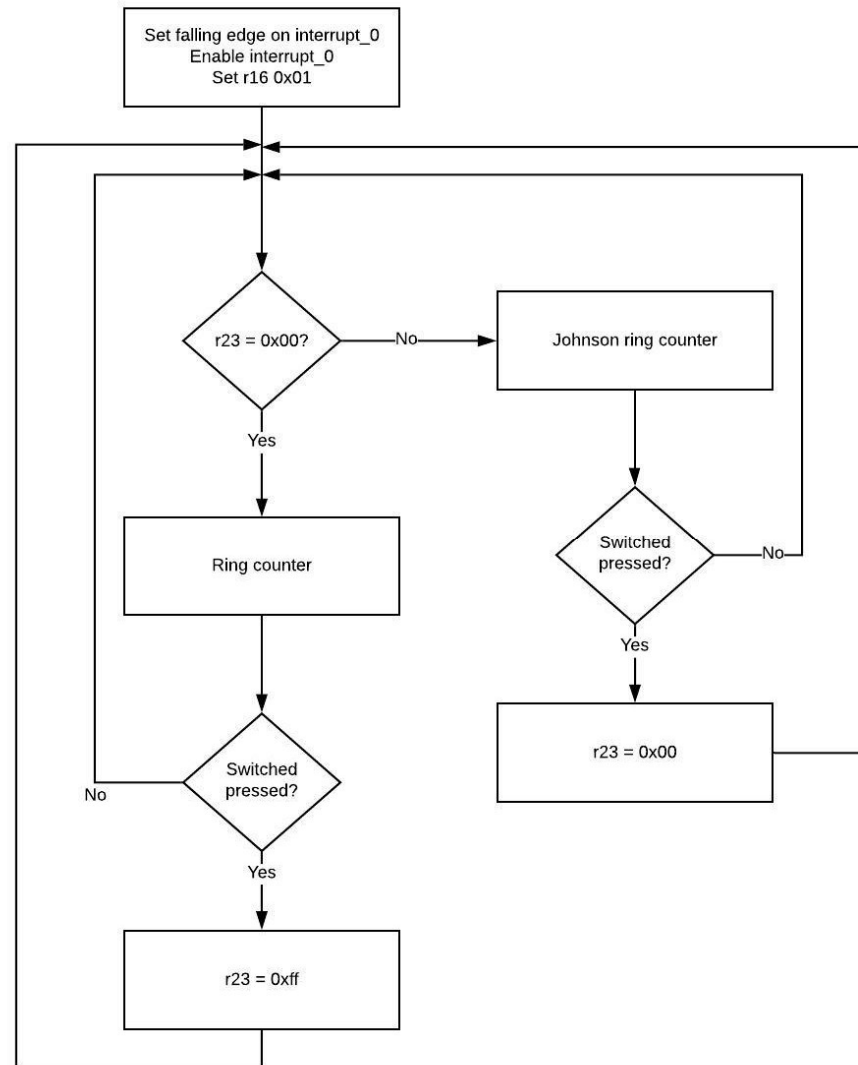 Set falling edge on interrupt_0
Enable interrupt_0
Set r16 0x01
r23 = 0x00?
No
Johnson ring counter
Yes
Ring counter
Switched
pressed?
No
Yes
r23 = 0x00
Switched
pressed?
No
Yes
r23 = 0xff